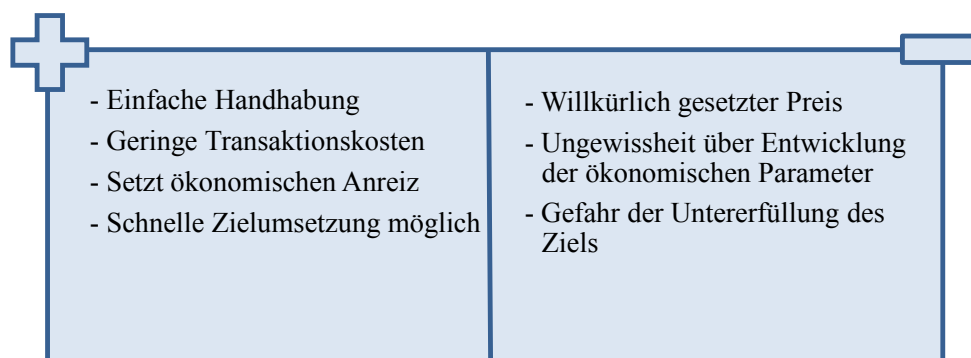 - Einfache Handhabung
- Geringe Transaktionskosten
- Setzt ökonomischen Anreiz
- Schnelle Zielumsetzung möglich
- Willkürlich gesetzter Preis
- Ungewissheit über Entwicklung
der ökonomischen Parameter
- Gefahr der Untererfüllung des
Ziels